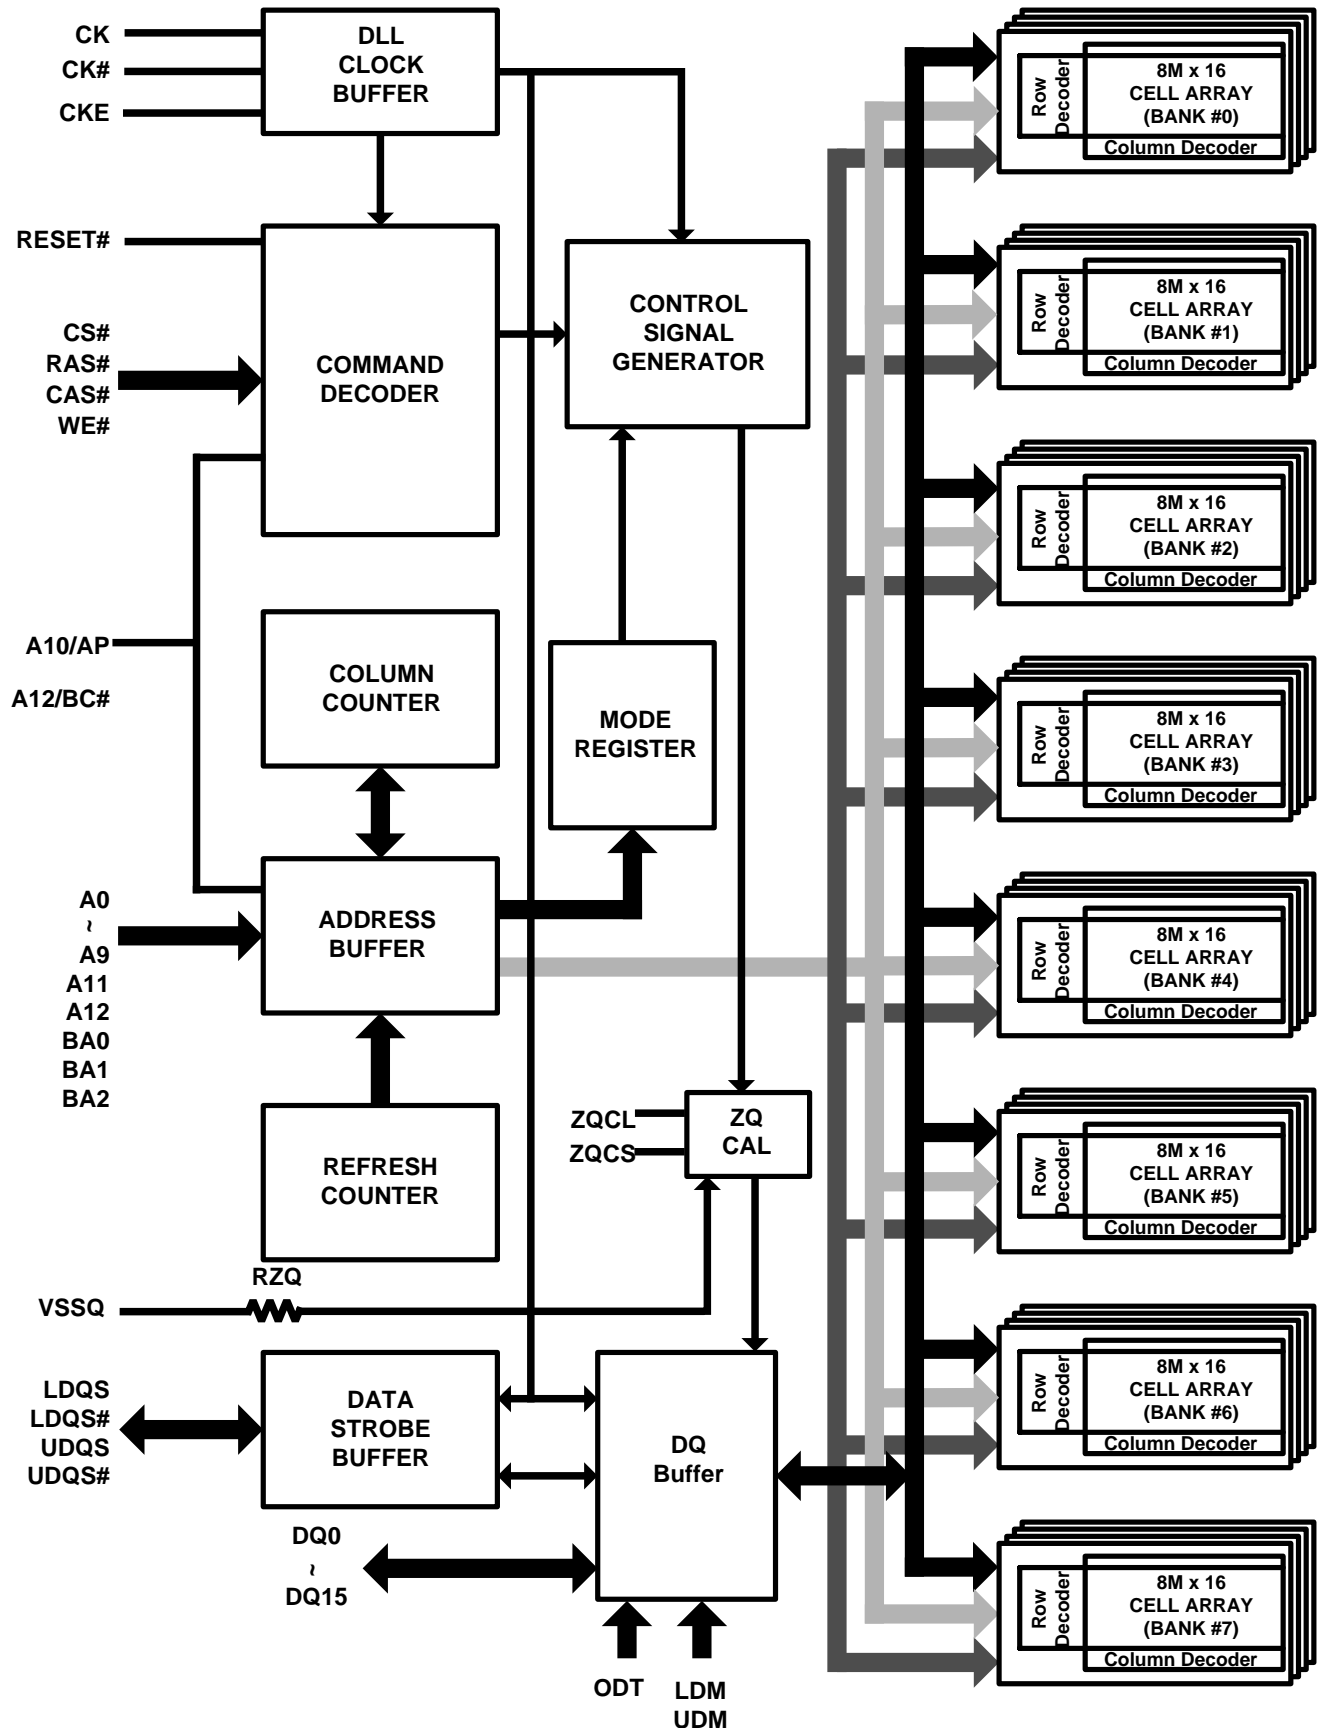 CK
CK#
CKE
DLL
CLOCK
BUFFER
RESET#
CS#
RAS#
CAS#
WE#
COMMAND
DECODER
CONTROL
SIGNAL
GENERATOR
A10/AP
A12/BC#
COLUMN
COUNTER
MODE
REGISTER
A0
~
A9
A11
A12
BA0
BA1
BA2
ADDRESS
BUFFER
REFRESH
COUNTER
ZQCL
ZQCS
ZQ
CAL
VSSQ
RZQ
LDQS
LDQS#
UDQS
UDQS#
DATA
STROBE
BUFFER
DQ
Buffer
DQ0
~
DQ15
ODT
LDM
UDM
Row
Decoder
8M x 16
CELL ARRAY
(BANK #0)
Column Decoder
Row
Decoder
8M x 16
CELL ARRAY
(BANK #1)
Column Decoder
Row
Decoder
8M x 16
CELL ARRAY
(BANK #2)
Column Decoder
Row
Decoder
8M x 16
CELL ARRAY
(BANK #3)
Column Decoder
Row
Decoder
8M x 16
CELL ARRAY
(BANK #4)
Column Decoder
Row
Decoder
8M x 16
CELL ARRAY
(BANK #5)
Column Decoder
Row
Decoder
8M x 16
CELL ARRAY
(BANK #6)
Column Decoder
Row
Decoder
8M x 16
CELL ARRAY
(BANK #7)
Column Decoder